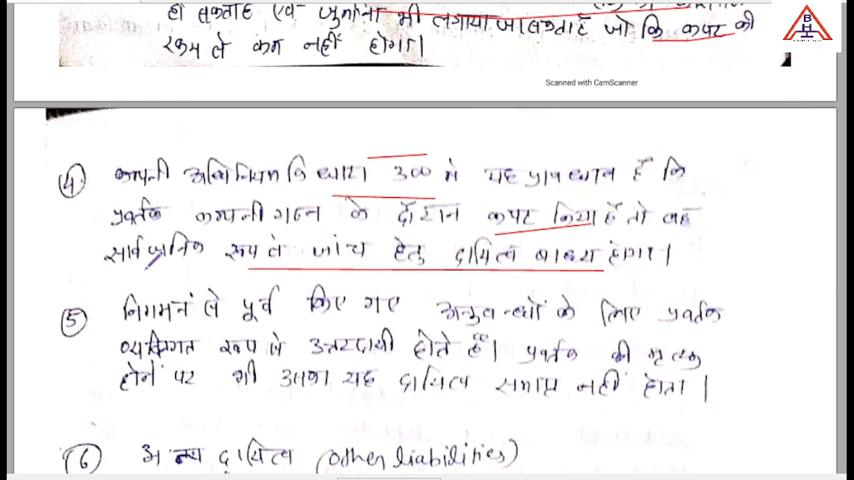 हो सकताहै एवं जुर्माना भी लगाया जासकताहै जो कि कपट की
रकम से कम नहीं होगा।
BHI
Scanned with CamScanner
④ कम्पनी अधिनियम कि धारा 300 मे यह प्रावधान है कि
प्रवर्तक कम्पनी गठन के दौरान कपट किया है तो वह
सार्वजनिक रूप से जांच हेतु दायित्व बाध्य होगा।
⑤ निगमन से पूर्व किए गए अनुबन्धों के लिए प्रवर्तक
व्यक्तिगत रूप से उत्तरदायी होते है। प्रवर्तक की मृत्यु
होने पर भी उसका यह दायित्व समाप्त नहीं होता।
⑥ अन्य दायित्व (other liabilities)